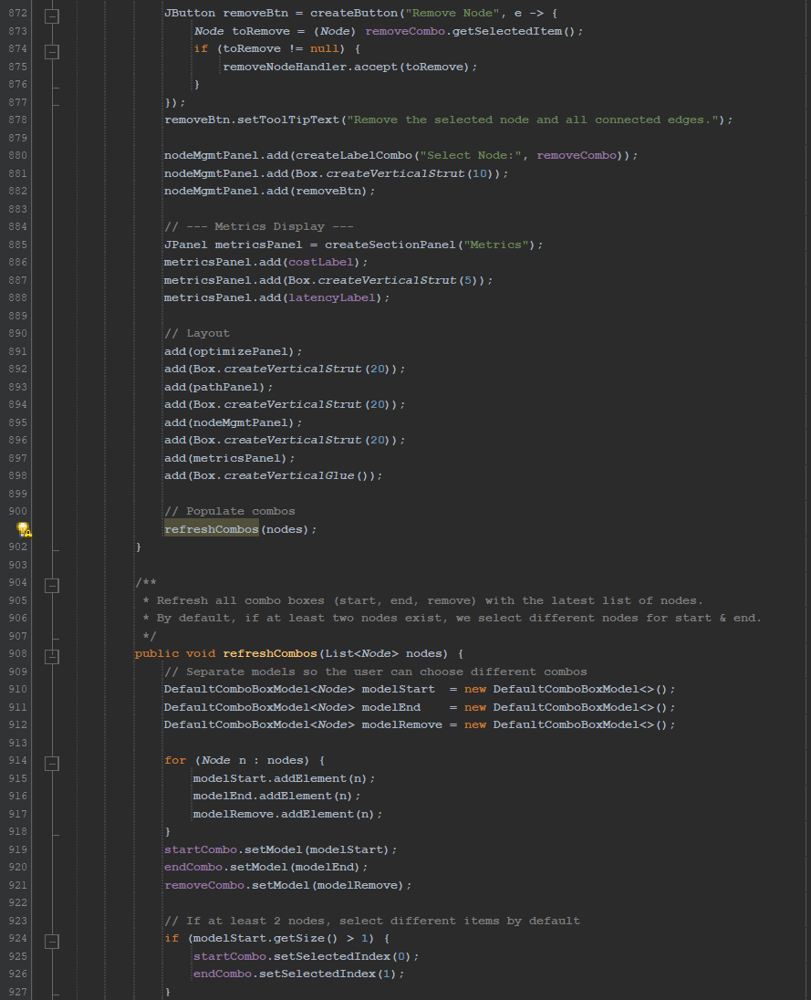 872 JButton removeBtn = createButton("Remove Node", e -> {
873 Node toRemove = (Node) removeCombo.getSelectedItem();
874 if (toRemove != null) {
875 removeNodeHandler.accept(toRemove);
876 }
877 });
878 removeBtn.setToolTipText("Remove the selected node and all connected edges.");
879
880 nodeMgmtPanel.add(createLabelCombo("Select Node:", removeCombo));
881 nodeMgmtPanel.add(Box.createVerticalStrut(10));
882 nodeMgmtPanel.add(removeBtn);
883
884 // --- Metrics Display ---
885 JPanel metricsPanel = createSectionPanel("Metrics");
886 metricsPanel.add(costLabel);
887 metricsPanel.add(Box.createVerticalStrut(5));
888 metricsPanel.add(latencyLabel);
889
890 // Layout
891 add(optimizePanel);
892 add(Box.createVerticalStrut(20));
893 add(pathPanel);
894 add(Box.createVerticalStrut(20));
895 add(nodeMgmtPanel);
896 add(Box.createVerticalStrut(20));
897 add(metricsPanel);
898 add(Box.createVerticalGlue());
899
900 // Populate combos
refreshCombos(nodes);
902 }
903
904 /**
905 * Refresh all combo boxes (start, end, remove) with the latest list of nodes.
906 * By default, if at least two nodes exist, we select different nodes for start & end.
907 */
908 public void refreshCombos(List<Node> nodes) {
909 // Separate models so the user can choose different combos
910 DefaultComboBoxModel<Node> modelStart = new DefaultComboBoxModel<>();
911 DefaultComboBoxModel<Node> modelEnd = new DefaultComboBoxModel<>();
912 DefaultComboBoxModel<Node> modelRemove = new DefaultComboBoxModel<>();
913
914 for (Node n : nodes) {
915 modelStart.addElement(n);
916 modelEnd.addElement(n);
917 modelRemove.addElement(n);
918 }
919 startCombo.setModel(modelStart);
920 endCombo.setModel(modelEnd);
921 removeCombo.setModel(modelRemove);
922
923 // If at least 2 nodes, select different items by default
924 if (modelStart.getSize() > 1) {
925 startCombo.setSelectedIndex(0);
926 endCombo.setSelectedIndex(1);
927 }